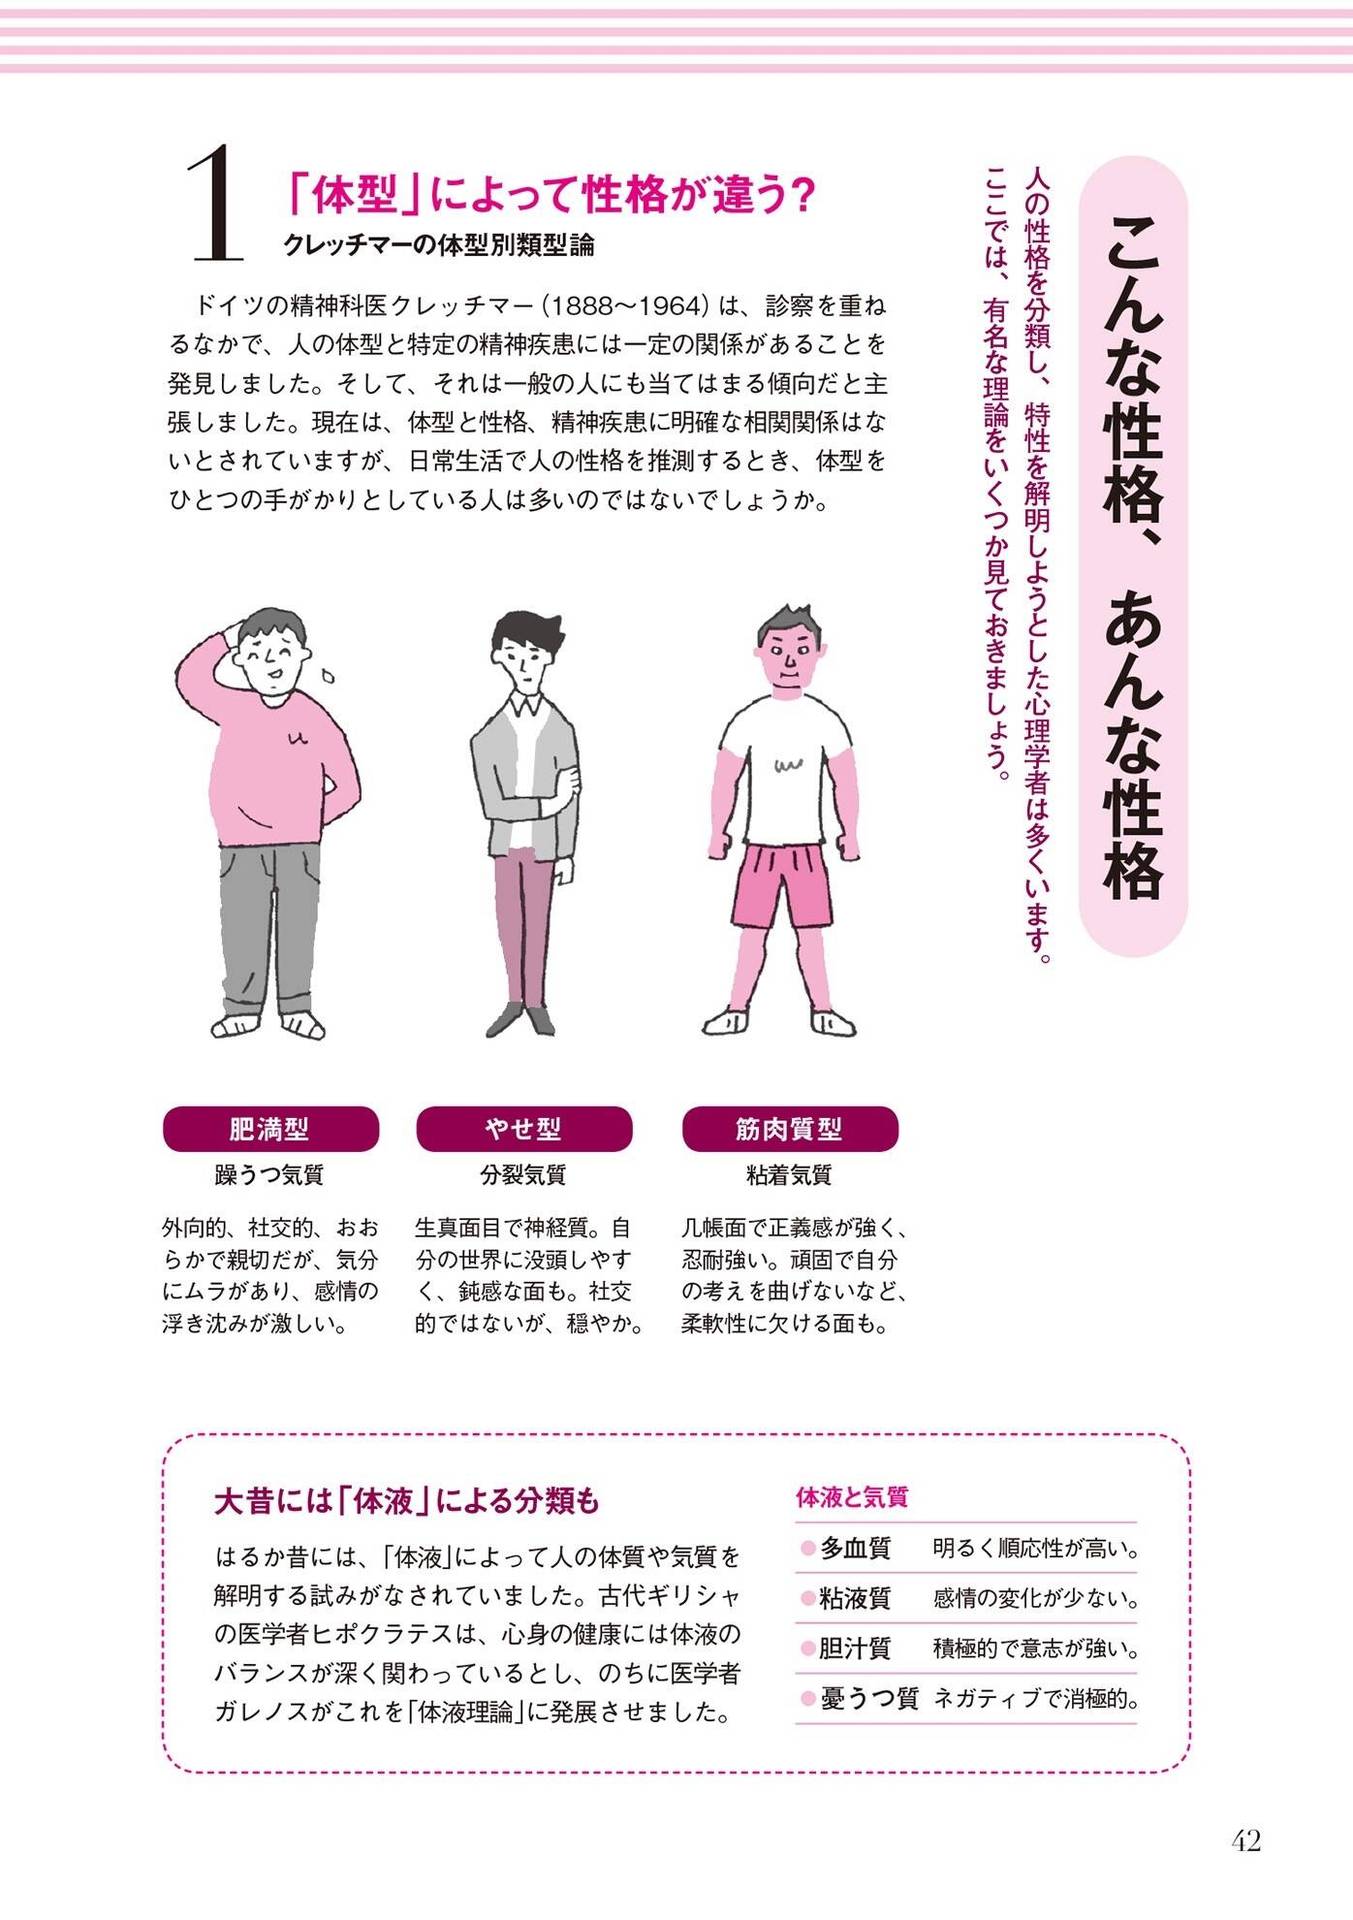 こんな性格、あんな性格
人の性格を分類し、特性を解明しようとした心理学者は多くいます。
ここでは、有名な理論をいくつか見ておきましょう。
1
「体型」によって性格が違う?
クレッチマーの体型別類型論
ドイツの精神科医クレッチマー（1888〜1964）は、診察を重ね
るなかで、人の体型と特定の精神疾患には一定の関係があることを
発見しました。そして、それは一般の人にも当てはまる傾向だと主
張しました。現在は、体型と性格、精神疾患に明確な相関関係はな
いとされていますが、日常生活で人の性格を推測するとき、体型を
ひとつの手がかりとしている人は多いのではないでしょうか。
肥満型
躁うつ気質
外向的、社交的、おお
らかで親切だが、気分
にムラがあり、感情の
浮き沈みが激しい。
やせ型
分裂気質
生真面目で神経質。自
分の世界に没頭しやす
く、鈍感な面も。社交
的ではないが、穏やか。
筋肉質型
粘着気質
几帳面で正義感が強く、
忍耐強い。頑固で自分
の考えを曲げないなど、
柔軟性に欠ける面も。
大昔には「体液」による分類も
はるか昔には、「体液」によって人の体質や気質を
解明する試みがなされていました。古代ギリシャ
の医学者ヒポクラテスは、心身の健康には体液の
バランスが深く関わっているとし、のちに医学者
ガレノスがこれを「体液理論」に発展させました。
体液と気質
●多血質 明るく順応性が高い。
●粘液質 感情の変化が少ない。
●胆汁質 積極的で意志が強い。
●憂うつ質 ネガティブで消極的。
42